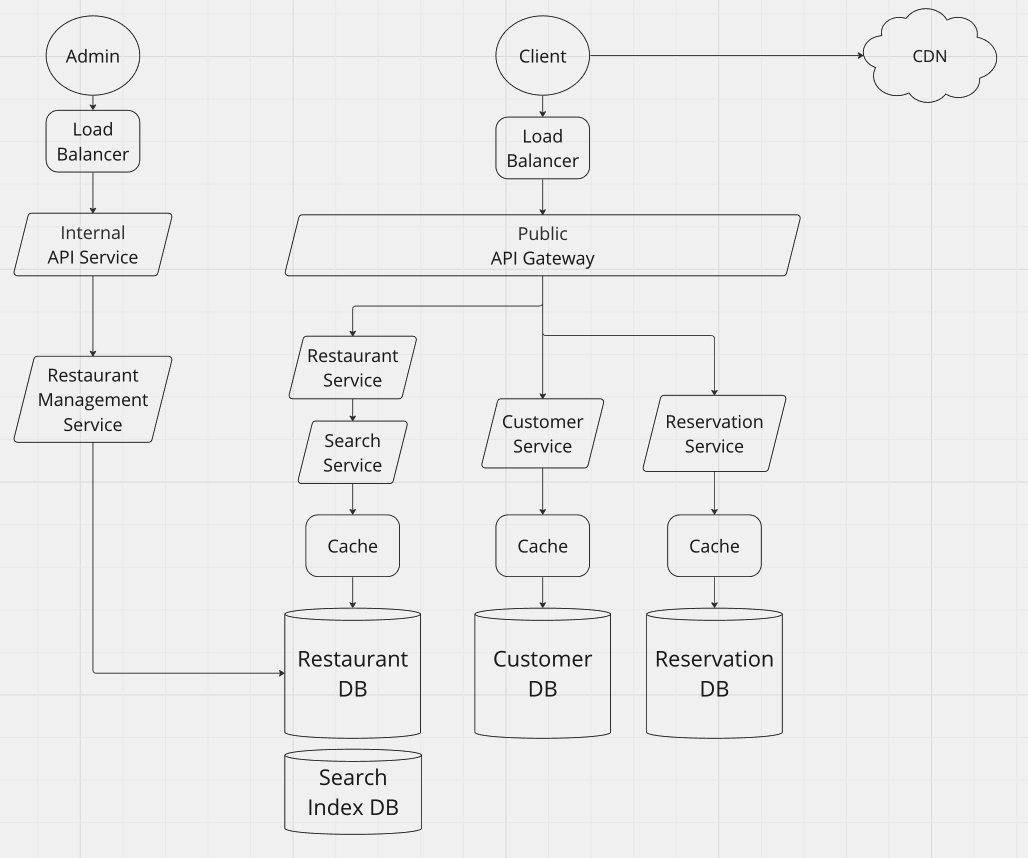 Admin
Client
CDN
Load
Balancer
Load
Balancer
Internal
API Service
Public
API Gateway
Restaurant
Management
Service
Restaurant
Service
Search
Service
Customer
Service
Reservation
Service
Cache
Cache
Cache
Restaurant
DB
Customer
DB
Reservation
DB
Search
Index DB